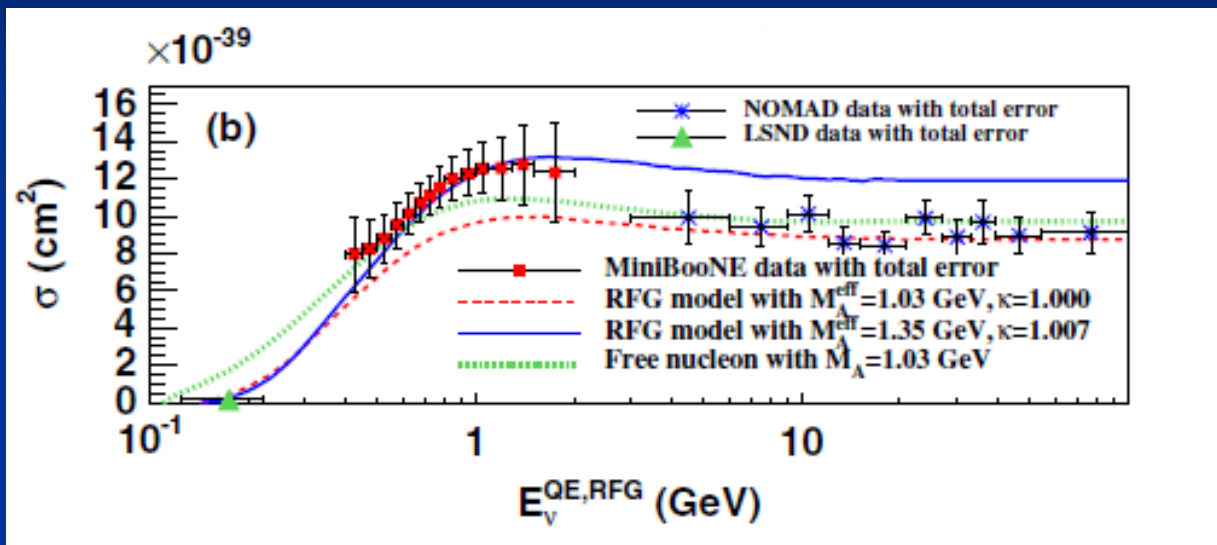 ×10⁻³⁹
16
14
12
10
8
6
4
2
0
σ (cm²)
(b)
NOMAD data with total error
LSND data with total error
MiniBooNE data with total error
RFG model with M_A^eff=1.03 GeV, κ=1.000
RFG model with M_A^eff=1.35 GeV, κ=1.007
Free nucleon with M_A=1.03 GeV
10⁻¹ 1 10
E_ν^QE,RFG (GeV)